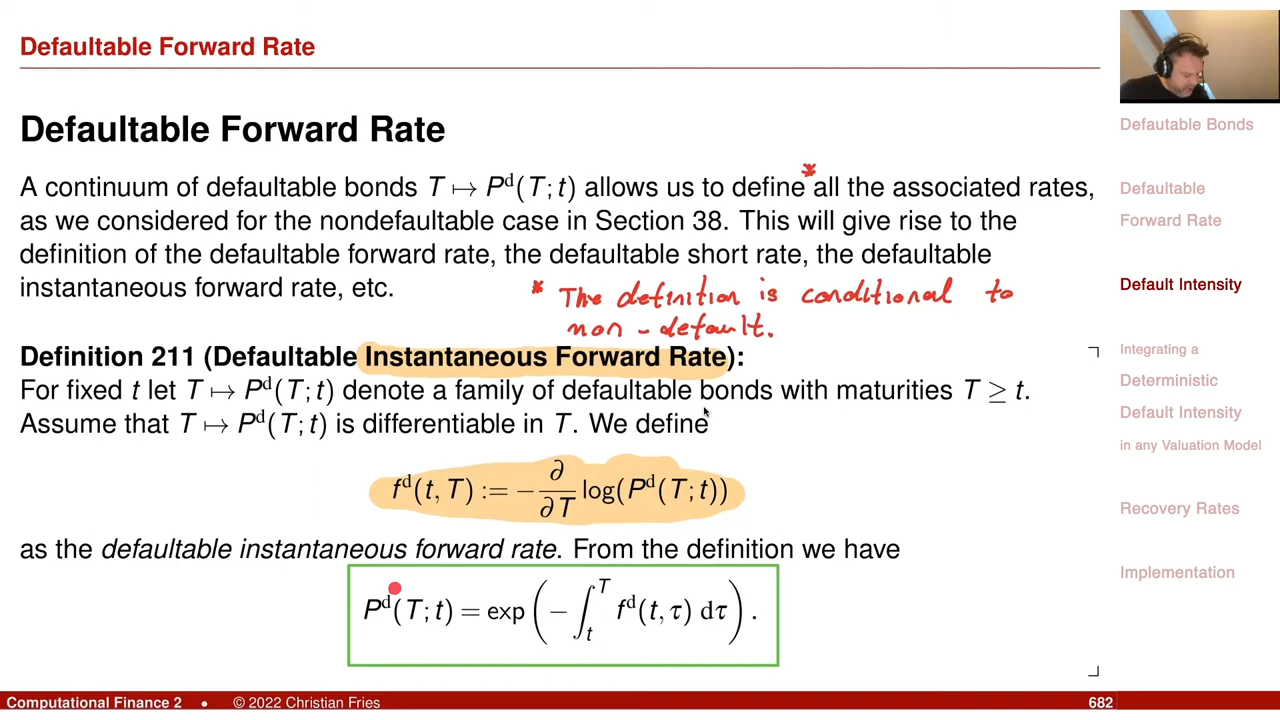 Defaultable Forward Rate
Defaultable Forward Rate
A continuum of defaultable bonds T ↦ P^d(T; t) allows us to define * all the associated rates,
as we considered for the nondefaultable case in Section 38. This will give rise to the
definition of the defaultable forward rate, the defaultable short rate, the defaultable
instantaneous forward rate, etc.
* The definition is conditional to
non-default.
Definition 211 (Defaultable Instantaneous Forward Rate):
For fixed t let T ↦ P^d(T; t) denote a family of defaultable bonds with maturities T ≥ t.
Assume that T ↦ P^d(T; t) is differentiable in T. We define
f^d(t, T) := −∂/∂T log(P^d(T; t))
as the defaultable instantaneous forward rate. From the definition we have
P^d(T; t) = exp(−∫_t^T f^d(t, τ) dτ).
Defautable Bonds
Defaultable
Forward Rate
Default Intensity
Integrating a
Deterministic
Default Intensity
in any Valuation Model
Recovery Rates
Implementation
Computational Finance 2 • © 2022 Christian Fries 682